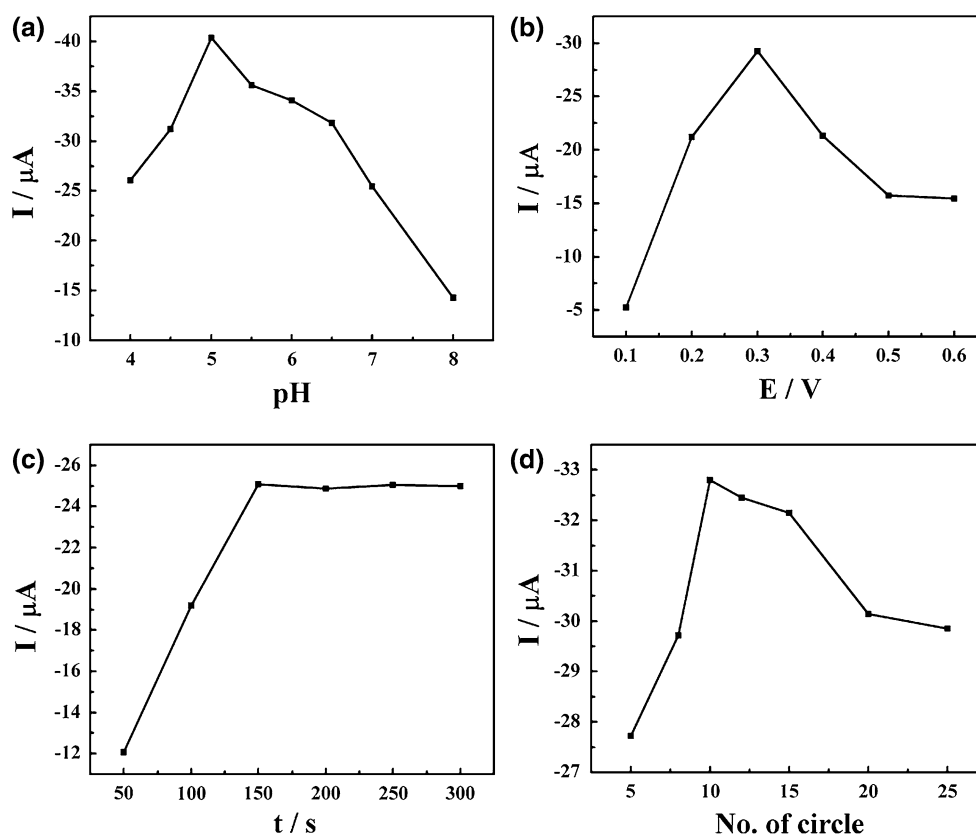 (a)
-40
-35
-30
-25
-20
-15
-10
I / μA
4 5 6 7 8
pH
(b)
-30
-25
-20
-15
-10
-5
I / μA
0.1 0.2 0.3 0.4 0.5 0.6
E / V
(c)
-26
-24
-22
-20
-18
-16
-14
-12
I / μA
50 100 150 200 250 300
t / s
(d)
-33
-32
-31
-30
-29
-28
-27
I / μA
5 10 15 20 25
No. of circle